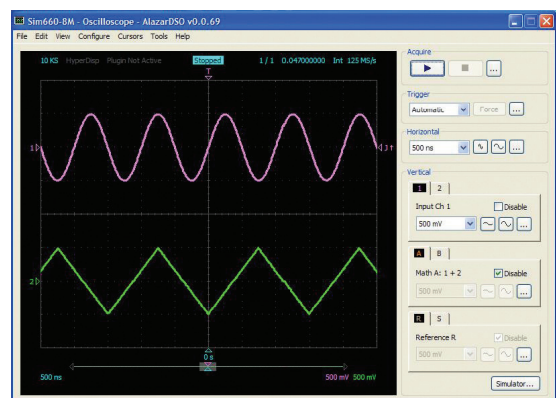 Sim660-8M - Oscilloscope - AlazarDSO v0.0.69
File Edit View Configure Cursors Tools Help
10 KS HyperDisp Plugin Not Active Stopped 1 / 1 0.047000000 Int 125 MS/s
T
Acquire
...
Trigger
Automatic Force ...
Horizontal
500 ns ...
Vertical
1 2
Input Ch 1 Disable
500 mV ...
A B
Math A: 1 + 2 Disable
500 mV ...
R S
Reference R Disable
500 mV ...
Simulator...
1
2
0 s
500 ns 500 mV 500 mV